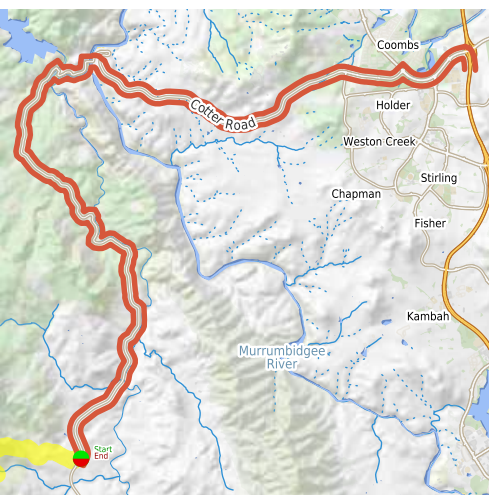 Coombs
Cotter Road
Holder
Weston Creek
Stirling
Chapman
Fisher
Kambah
Murrumbidgee
River
Start
End